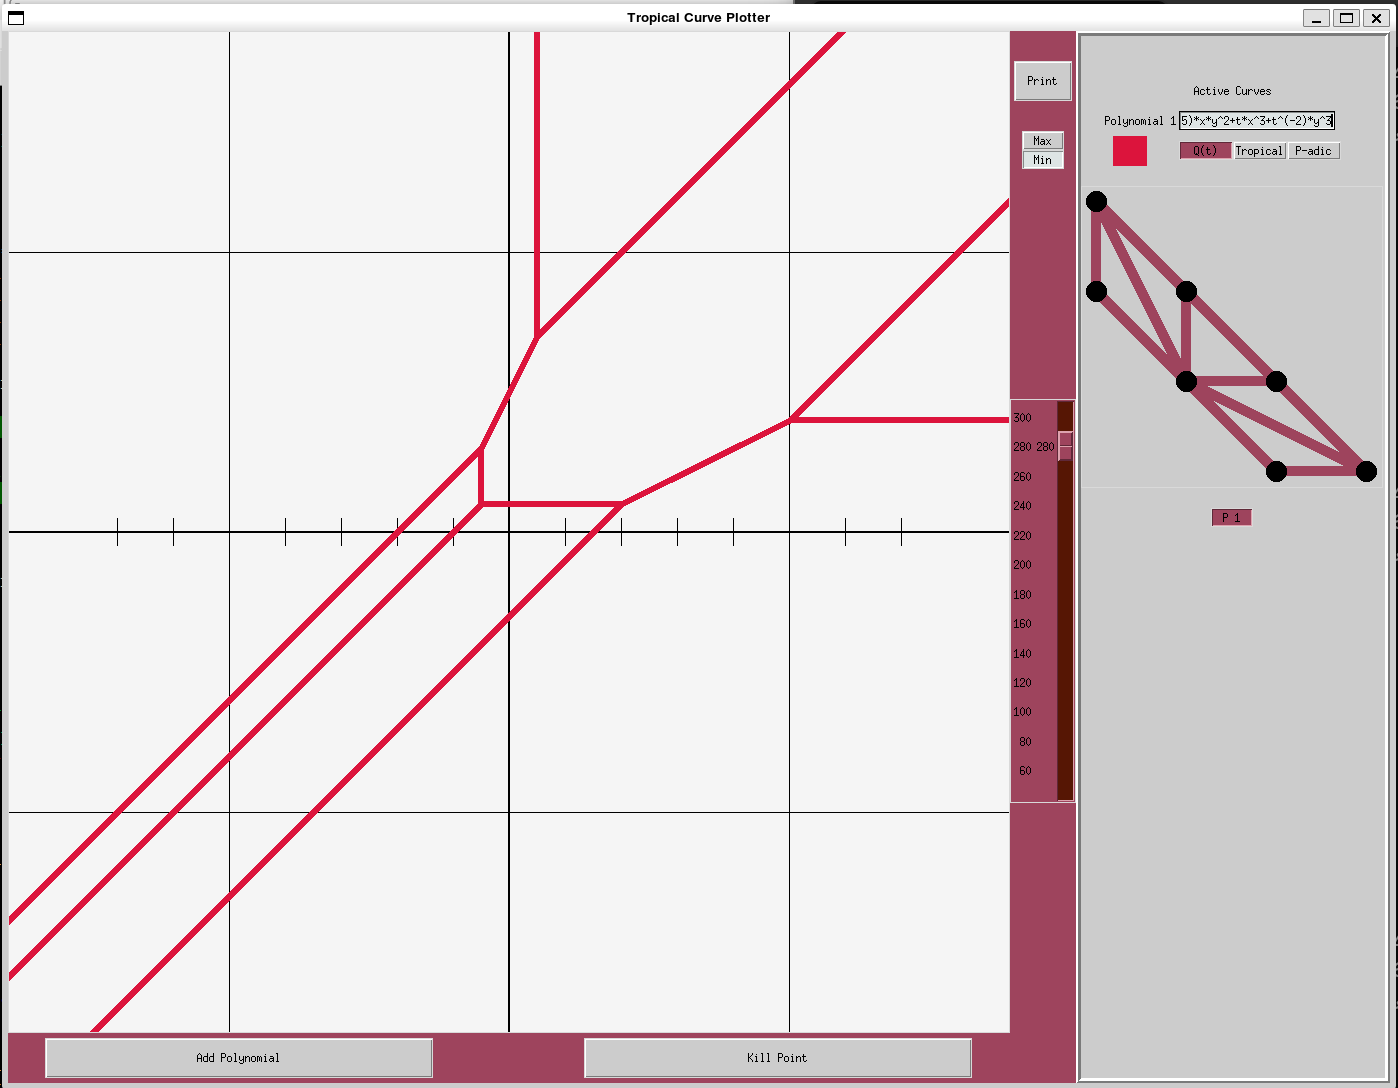 Tropical Curve Plotter
Print
Max
Min
Active Curves
Polynomial 1 5)*x*y^2+t*x^3+t^(-2)*y^3
Q(t) Tropical P-adic
300
280 280
260
240
220
200
180
160
140
120
100
80
60
P 1
Add Polynomial
Kill Point